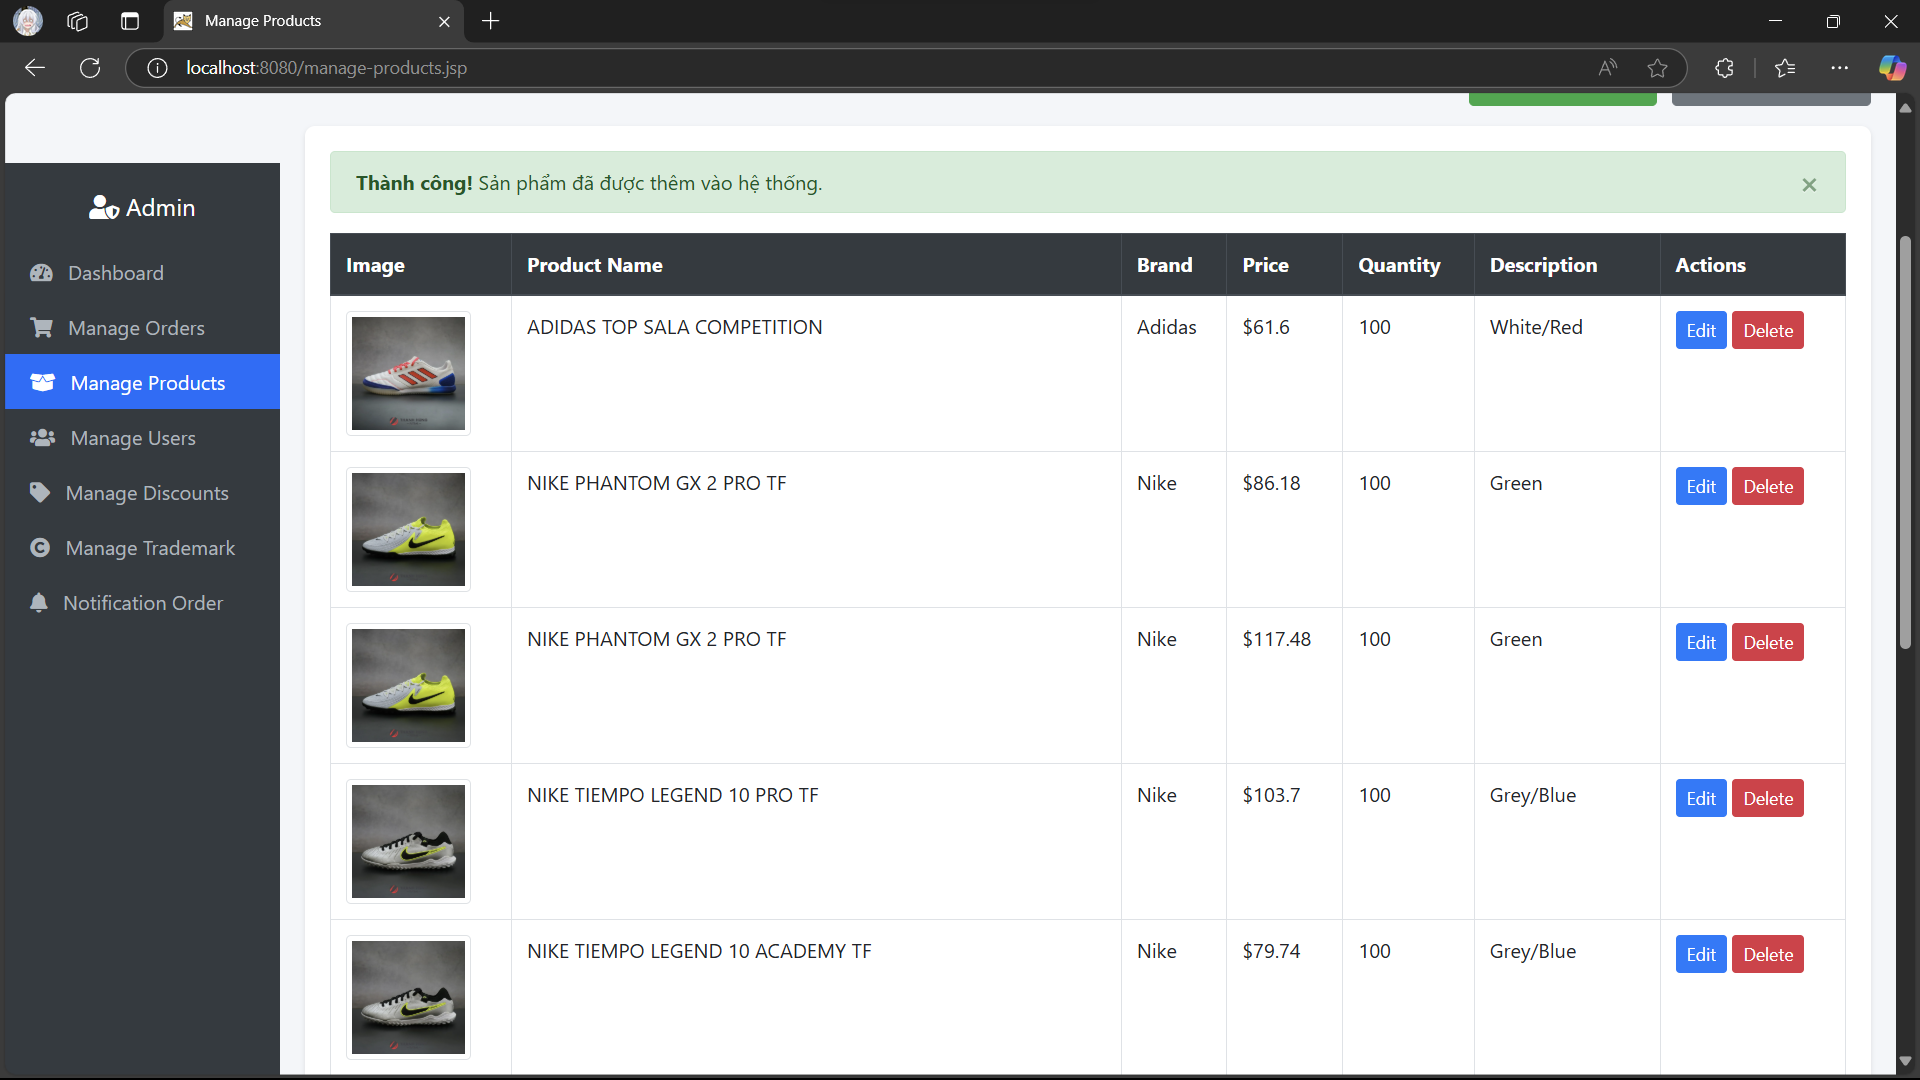 Manage Products
localhost:8080/manage-products.jsp
Thành công! Sản phẩm đã được thêm vào hệ thống.
Admin
Dashboard
Manage Orders
Manage Products
Manage Users
Manage Discounts
Manage Trademark
Notification Order
Image Product Name Brand Price Quantity Description Actions
ADIDAS TOP SALA COMPETITION Adidas $61.6 100 White/Red Edit Delete
NIKE PHANTOM GX 2 PRO TF Nike $86.18 100 Green Edit Delete
NIKE PHANTOM GX 2 PRO TF Nike $117.48 100 Green Edit Delete
NIKE TIEMPO LEGEND 10 PRO TF Nike $103.7 100 Grey/Blue Edit Delete
NIKE TIEMPO LEGEND 10 ACADEMY TF Nike $79.74 100 Grey/Blue Edit Delete